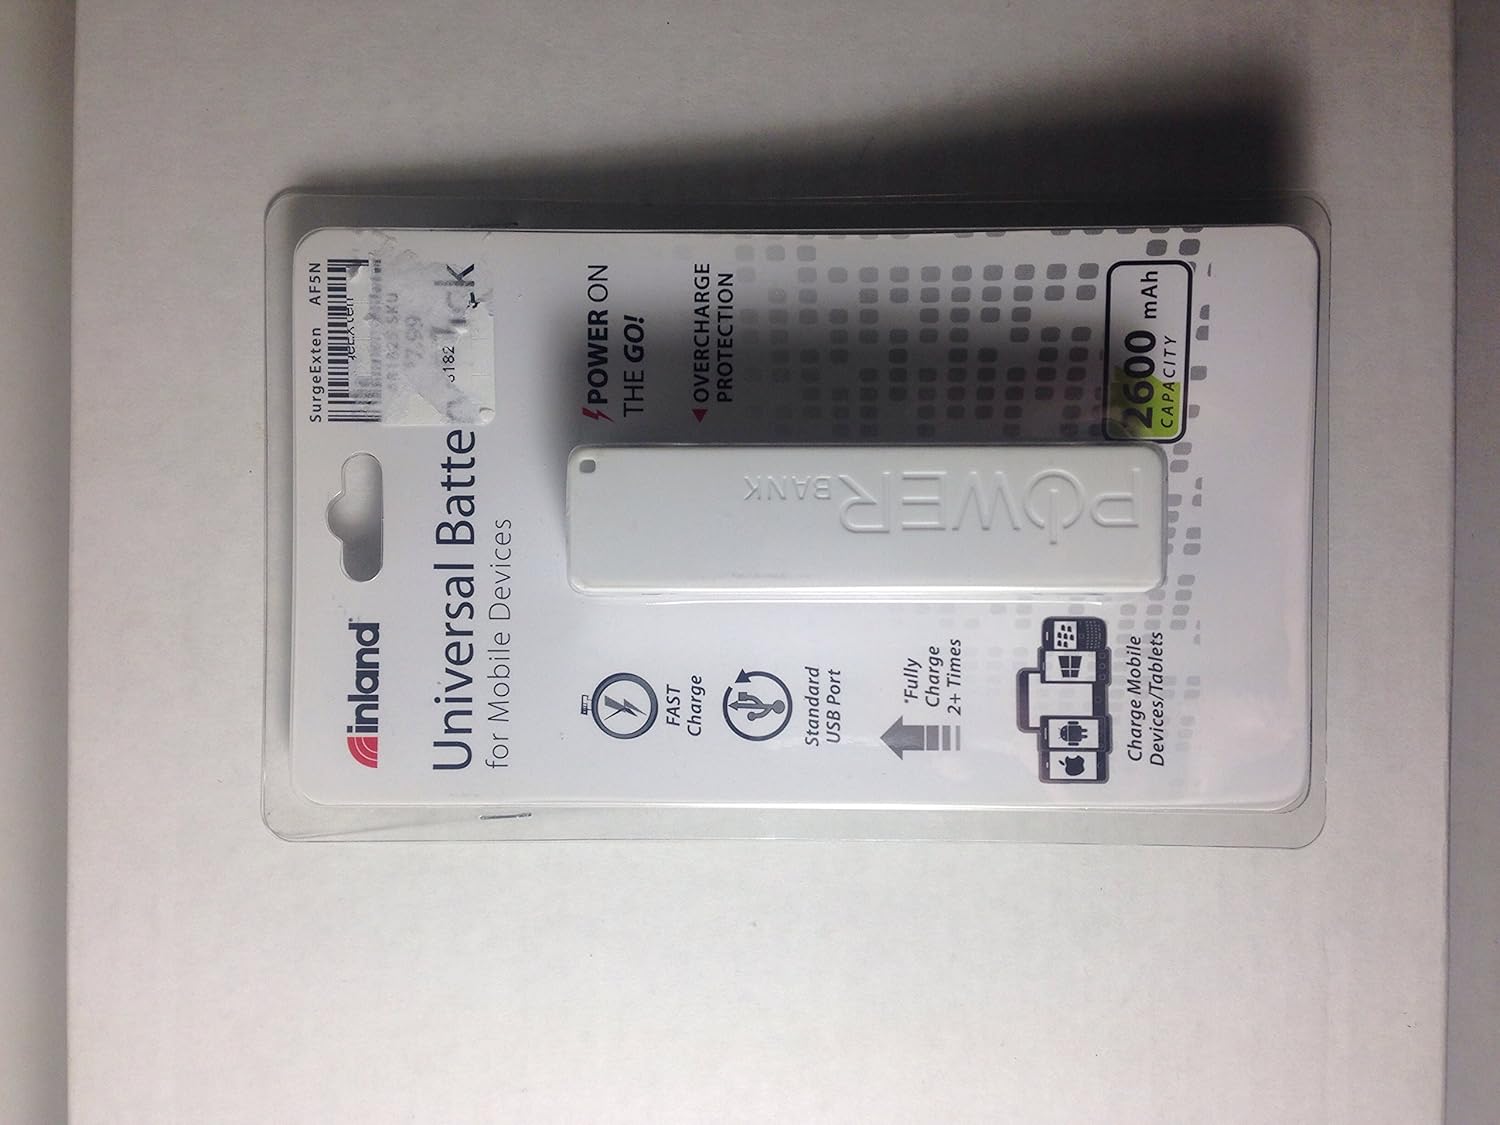 SurgeExten AF5N
inland
Universal Batte
for Mobile Devices
POWER ON
THE GO!
OVERCHARGE
PROTECTION
FAST
Charge
Standard
USB Port
*Fully
Charge
2+ Times
Charge Mobile
Devices/Tablets
2600 mAh
CAPACITY
POWER BANK